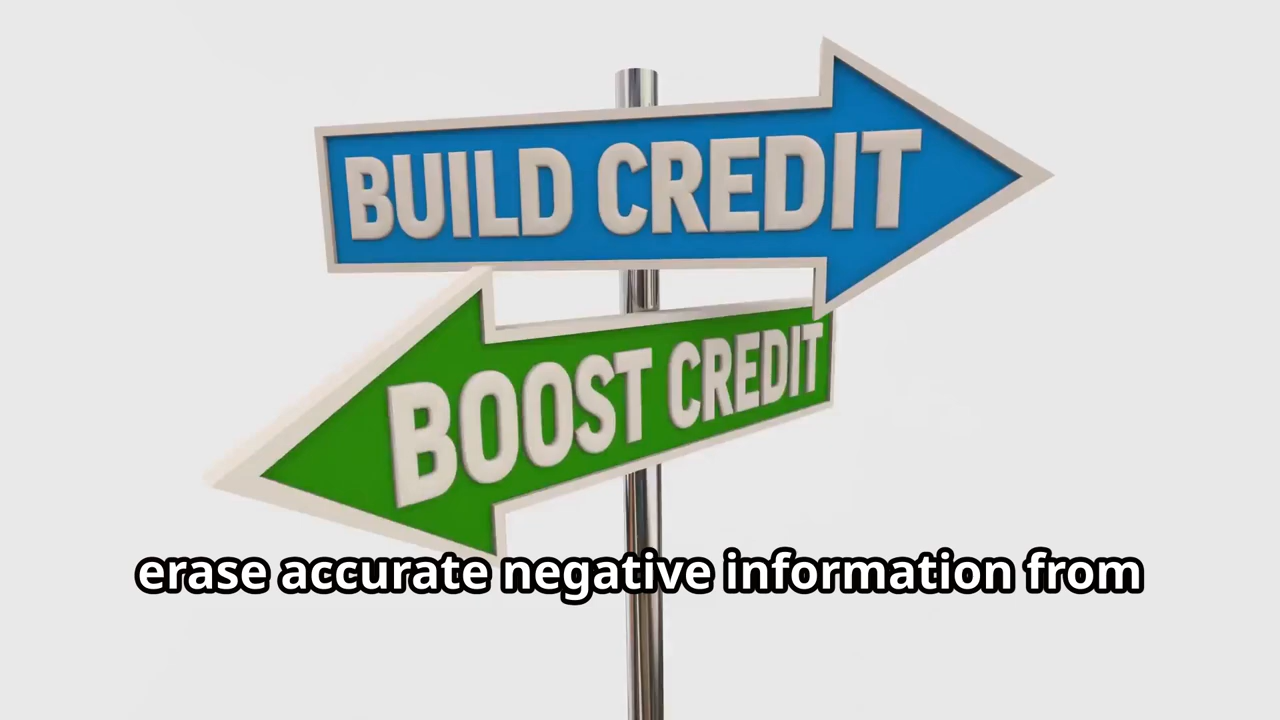 BUILD CREDIT
BOOST CREDIT
erase accurate negative information from